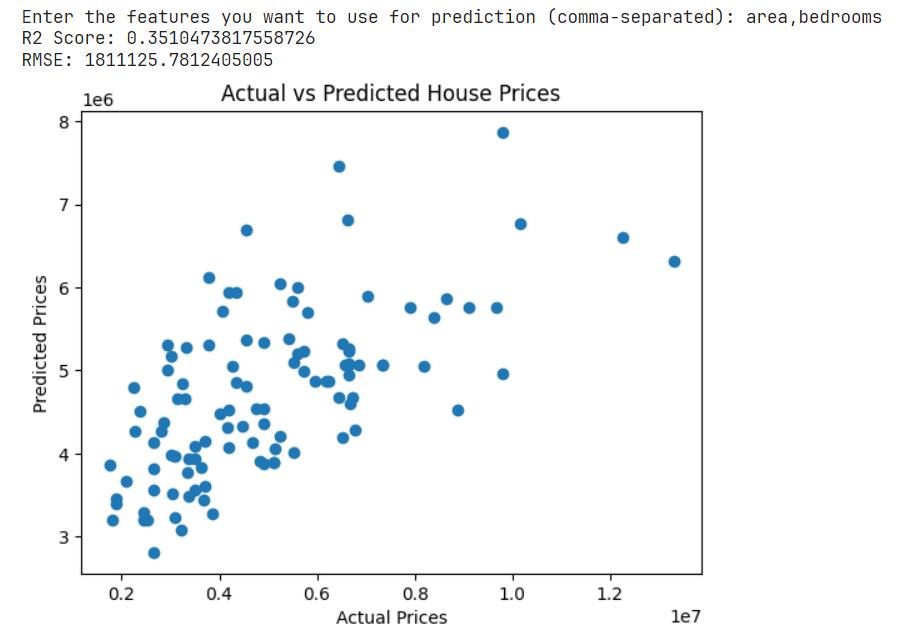 Enter the features you want to use for prediction (comma-separated): area,bedrooms
R2 Score: 0.3510473817558726
RMSE: 1811125.7812405005
Actual vs Predicted House Prices
1e6
8
7
6
5
4
3
Predicted Prices
0.2 0.4 0.6 0.8 1.0 1.2
Actual Prices
1e7